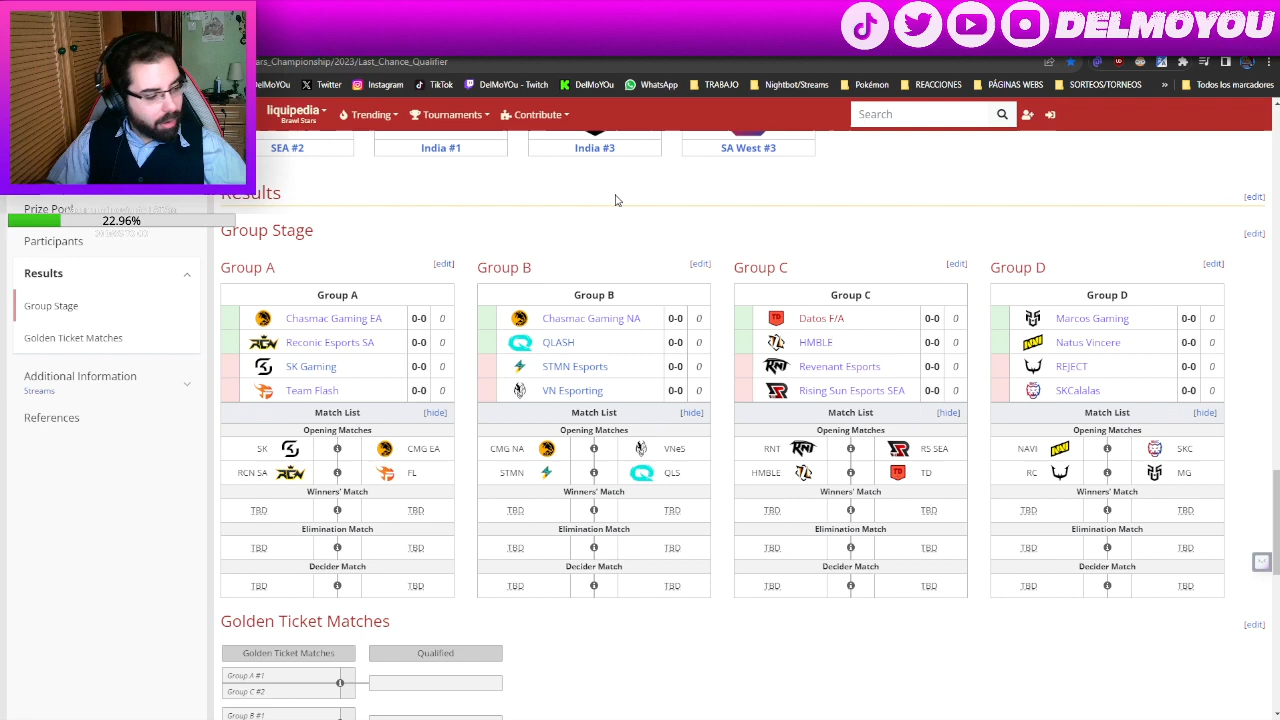 DELMOYOU
ars_Championship/2023/Last_Chance_Qualifier
DelMoYou X Twitter Instagram TikTok Twitch - DelMoYou DelMoYou WhatsApp TRABAJO Nightbot/Streams Pokémon REACCIONES PÁGINAS WEB SORTEOS/TORNEOS » Todos los marcadores
liquipedia
Brawl Stars
Trending Tournaments Contribute Search
SEA #2 India #1 India #3 SA West #3
Results [edit]
Prize Pool
22.96%
Participants
Results
Group Stage
Golden Ticket Matches
Additional Information
Streams
References
Group Stage [edit]
Group A [edit] Group B [edit] Group C [edit] Group D [edit]
Group A Group B Group C Group D
Chasmac Gaming EA 0-0 0 Chasmac Gaming NA 0-0 0 TD Datos F/A 0-0 0 Marcos Gaming 0-0 0
RCN Reconic Esports SA 0-0 0 QLASH 0-0 0 HMBLE 0-0 0 NAVI Natus Vincere 0-0 0
SK Gaming 0-0 0 STMN Esports 0-0 0 RNT Revenant Esports 0-0 0 REJECT 0-0 0
Team Flash 0-0 0 VN Esporting 0-0 0 Rising Sun Esports SEA 0-0 0 SKCalalas 0-0 0
Match List [hide] Match List [hide] Match List [hide] Match List [hide]
Opening Matches Opening Matches Opening Matches Opening Matches
SK CMG EA CMG NA VNeS RNT RNT RS SEA NAVI NAVI SKC
RCN SA RCN FL STMN QLS HMBLE TD TD RC MG
Winners' Match Winners' Match Winners' Match Winners' Match
TBD TBD TBD TBD TBD TBD TBD TBD
Elimination Match Elimination Match Elimination Match Elimination Match
TBD TBD TBD TBD TBD TBD TBD TBD
Decider Match Decider Match Decider Match Decider Match
TBD TBD TBD TBD TBD TBD TBD TBD
Golden Ticket Matches [edit]
Golden Ticket Matches Qualified
Group A #1
Group C #2
Group B #1